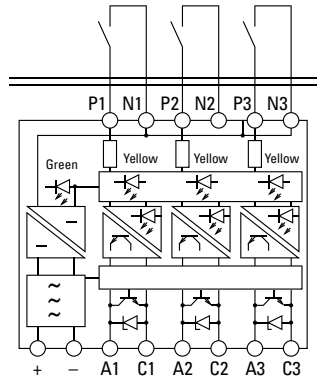 P1 N1 P2 N2 P3 N3
Green Yellow Yellow Yellow
+ − A1 C1 A2 C2 A3 C3